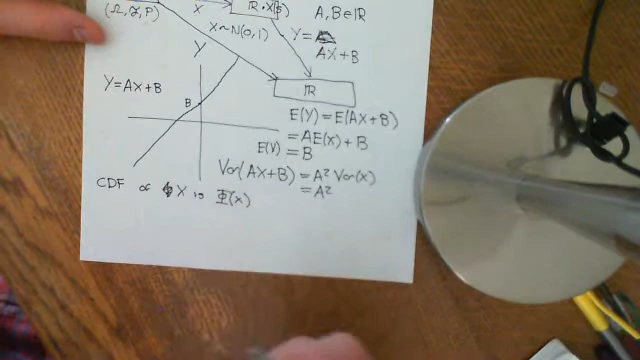 X
ℝ · X(B)
A, B∈ℝ
(Ω, F, P)
X~N(0,1)
Y=
AX+B
Y
Y=AX+B
B
ℝ
E(Y) = E(AX+B)
= AE(X) + B
E(Y) = B
Var(AX+B) = A² Var(X)
= A²
CDF of X is Φ(x)